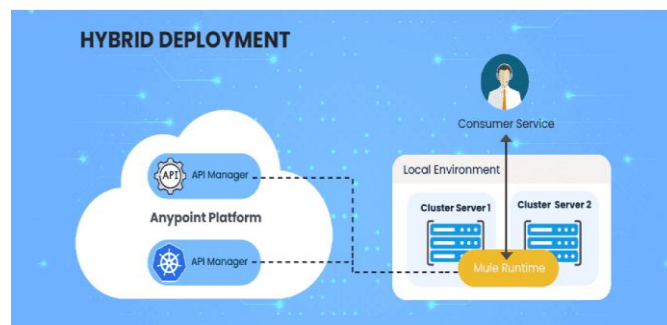 HYBRID DEPLOYMENT
Consumer Service
API
API Manager
Anypoint Platform
API Manager
Local Environment
Cluster Server 1
Cluster Server 2
Mule Runtime